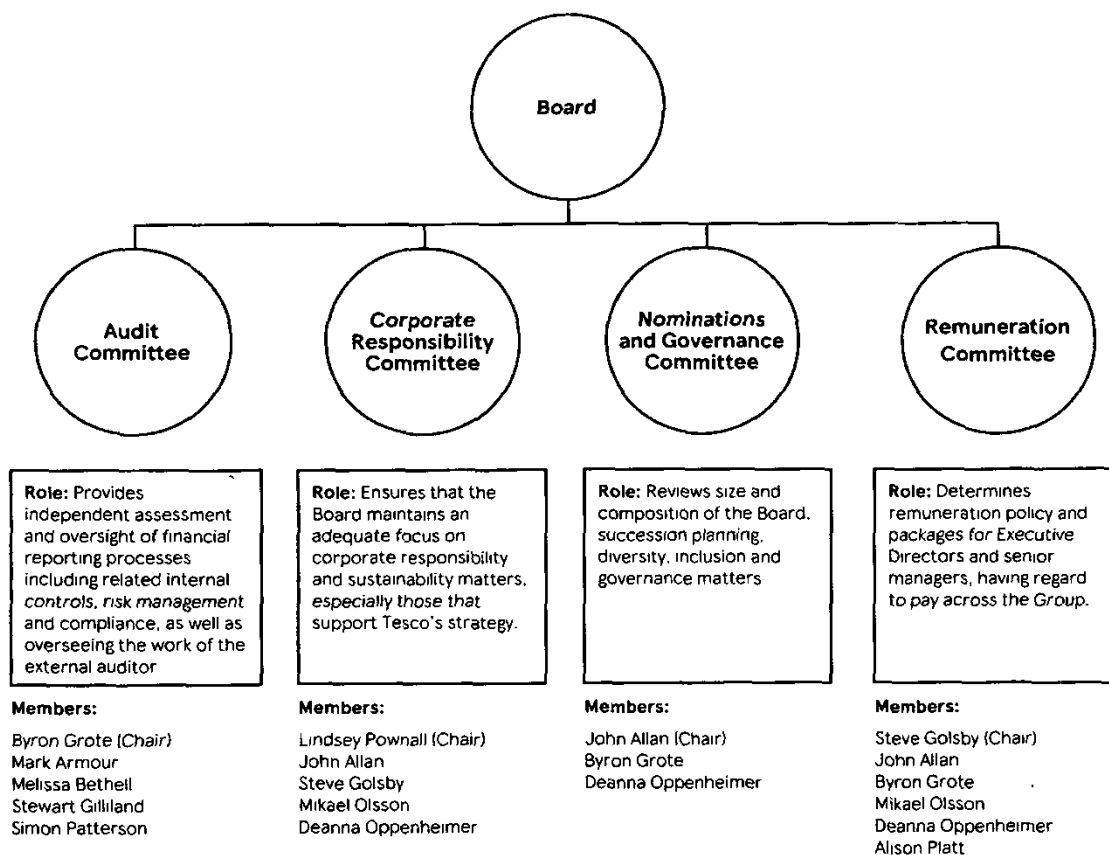 Board
Audit
Committee
Corporate
Responsibility
Committee
Nominations
and Governance
Committee
Remuneration
Committee
Role: Provides
independent assessment
and oversight of financial
reporting processes
including related internal
controls, risk management
and compliance, as well as
overseeing the work of the
external auditor
Role: Ensures that the
Board maintains an
adequate focus on
corporate responsibility
and sustainability matters,
especially those that
support Tesco's strategy.
Role: Reviews size and
composition of the Board,
succession planning,
diversity, inclusion and
governance matters
Role: Determines
remuneration policy and
packages for Executive
Directors and senior
managers, having regard
to pay across the Group.
Members:
Byron Grote (Chair)
Mark Armour
Melissa Bethell
Stewart Gilliland
Simon Patterson
Members:
Lindsey Pownall (Chair)
John Allan
Steve Golsby
Mikael Olsson
Deanna Oppenheimer
Members:
John Allan (Chair)
Byron Grote
Deanna Oppenheimer
Members:
Steve Golsby (Chair)
John Allan
Byron Grote
Mikael Olsson
Deanna Oppenheimer
Alison Platt